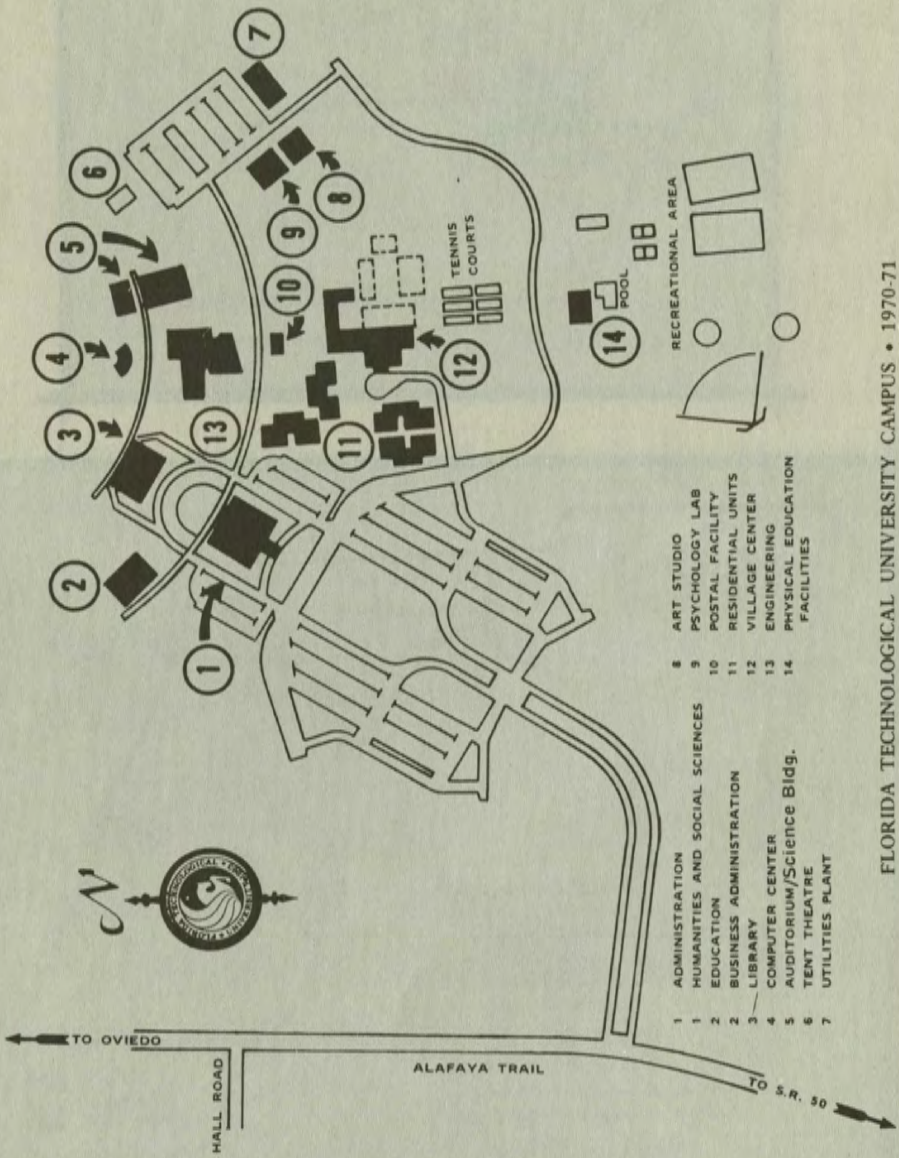 N
FLORIDA TECHNOLOGICAL
TO OVIEDO
HALL ROAD
ALAFAYA TRAIL
TO S.R. 50
1
2
3
4
5
6
7
8
9
10
11
12
13
14
TENNIS
COURTS
POOL
RECREATIONAL AREA
1 ADMINISTRATION
1 HUMANITIES AND SOCIAL SCIENCES
2 EDUCATION
2 BUSINESS ADMINISTRATION
3 LIBRARY
4 COMPUTER CENTER
5 AUDITORIUM/Science Bldg.
6 TENT THEATRE
7 UTILITIES PLANT
8 ART STUDIO
9 PSYCHOLOGY LAB
10 POSTAL FACILITY
11 RESIDENTIAL UNITS
12 VILLAGE CENTER
13 ENGINEERING
14 PHYSICAL EDUCATION
FACILITIES
FLORIDA TECHNOLOGICAL UNIVERSITY CAMPUS • 1970-71